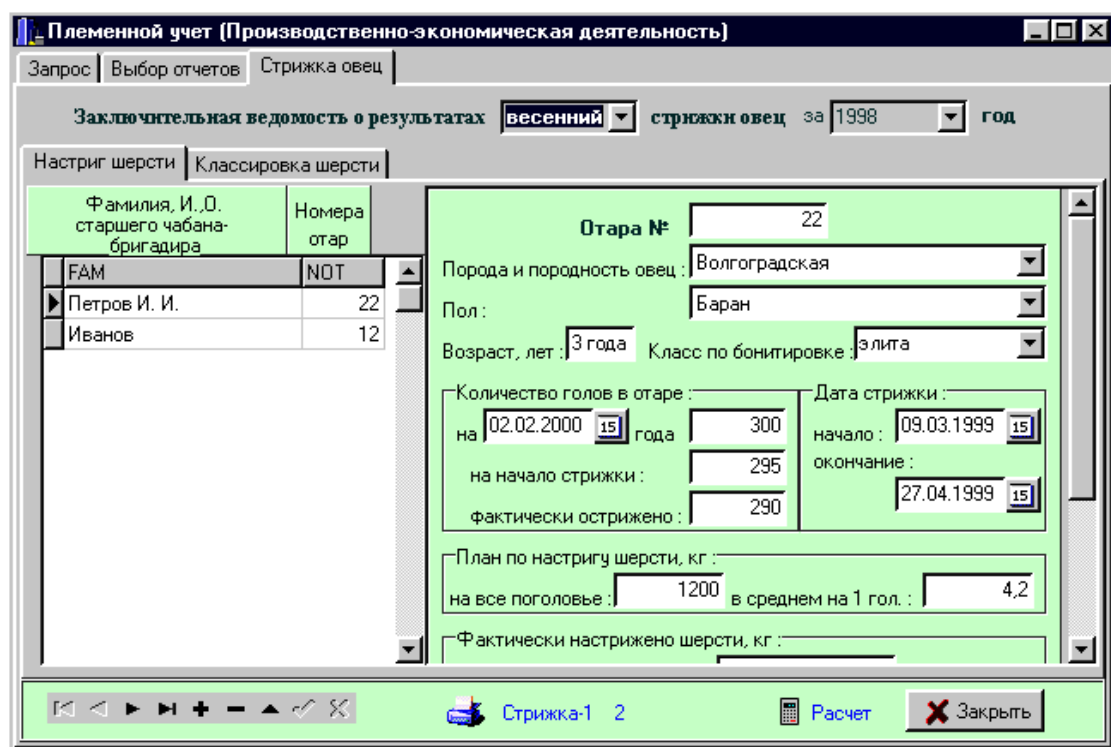 Племенной учет (Производственно-экономическая деятельность)
Запрос Выбор отчетов Стрижка овец
Заключительная ведомость о результатах весенний стрижки овец за 1998 год
Настриг шерсти Классировка шерсти
Фамилия, И.,О. старшего чабана-бригадира
Номера отар
FAM NOT
Петров И. И. 22
Иванов 12
Отара № 22
Порода и породность овец : Волгоградская
Пол : Баран
Возраст, лет : 3 года Класс по бонитировке : элита
Количество голов в отаре :
на 02.02.2000 15 года 300
на начало стрижки : 295
фактически острижено : 290
Дата стрижки :
начало : 09.03.1999 15
окончание :
27.04.1999 15
План по настригу шерсти, кг :
на все поголовье : 1200 в среднем на 1 гол. : 4,2
Фактически настрижено шерсти, кг :
Стрижка-1 2 Расчет Закрыть